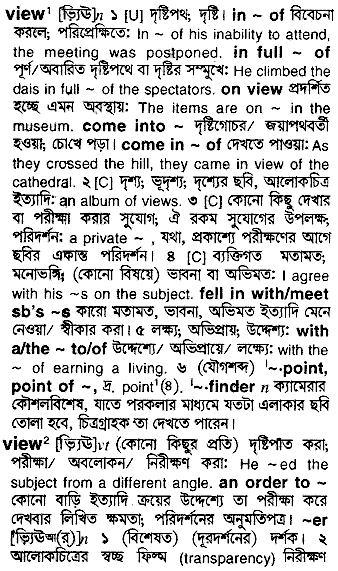 view¹ [ভ্যিঊ] n ১ [U] দৃষ্টিপথ; দৃষ্টি। in ~ of বিবেচনা
করলে; পরিপ্রেক্ষিতে: In ~ of his inability to attend,
the meeting was postponed. in full ~ of
পূর্ণ/অবারিত দৃষ্টিপথে বা দৃষ্টির সম্মুখে: He climbed the
dais in full ~ of the spectators. on view প্রদর্শিত
হচ্ছে এমন অবস্থায়: The items are on ~ in the
museum. come into ~ দৃষ্টিগোচর/ জয়াপথবর্তী
হওয়া; চোখে পড়া। come in ~ of দেখতে পাওয়া: As
they crossed the hill, they came in view of the
cathedral. ২ [C] দৃশ্য; ভূদৃশ্য; দৃশ্যের ছবি, আলোকচিত্র
ইত্যাদি: an album of views. ৩ [C] কোনো কিছু দেখার
বা পরীক্ষা করার সুযোগ; ঐ রকম সুযোগের উপলক্ষ;
পরিদর্শন: a private ~ , যথা, প্রকাশ্যে পরীক্ষণের আগে
ছবির একান্ত পরিদর্শন। ৪ [C] ব্যক্তিগত মতামত;
মনোভঙ্গি; (কোনো বিষয়ে) ভাবনা বা অভিমত: I agree
with his ~s on the subject. fell in with/meet
sb's ~s কারো মতামত, ভাবনা, অভিমত ইত্যাদি মেনে
নেওয়া/ স্বীকার করা। ৫ লক্ষ্য; অভিপ্রায়; উদ্দেশ্য: with
a/the ~ to/of উদ্দেশ্যে/ অভিপ্রায়ে/ লক্ষ্যে: with the
~ of earning a living. ৬ (যৌগশব্দ) '~-point,
point of ~, দ্র. point¹(৪). '~-finder n ক্যামেরার
কৌশলবিশেষ, যাতে পরকলার মাধ্যমে যতটা এলাকার ছবি
তোলা হবে, চিত্রগ্রাহক তা দেখতে পারেন।
view² [ভ্যিঊ] vt (কোনো কিছুর প্রতি) দৃষ্টিপাত করা;
পরীক্ষা/ অবলোকন/ নিরীক্ষণ করা: He ~ed the
subject from a different angle. an order to ~
কোনো বাড়ি ইত্যাদি ক্রয়ের উদ্দেশ্যে তা পরীক্ষা করে
দেখবার লিখিত ক্ষমতা; পরিদর্শনের অনুমতিপত্র। ~er
[ভ্যিঊআ(র্)] n ১ (বিশেষত) (দূরদর্শনের) দর্শক। ২
আলোকচিত্রের স্বচ্ছ ফিল্ম (transparency) নিরীক্ষণ